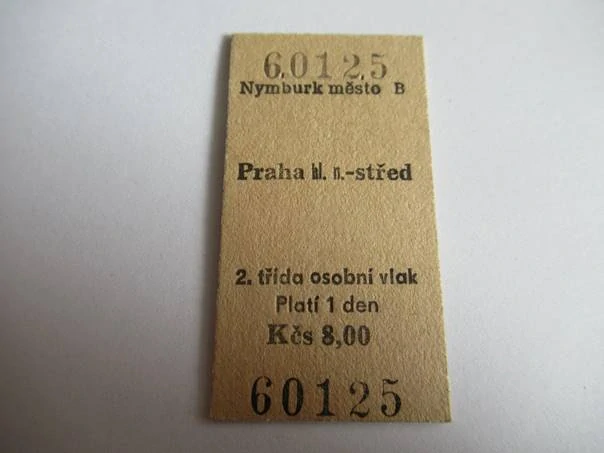 60125
Nymburk město B
Praha hl. n.-střed
2. třída osobní vlak
Platí 1 den
Kčs 8,00
60125